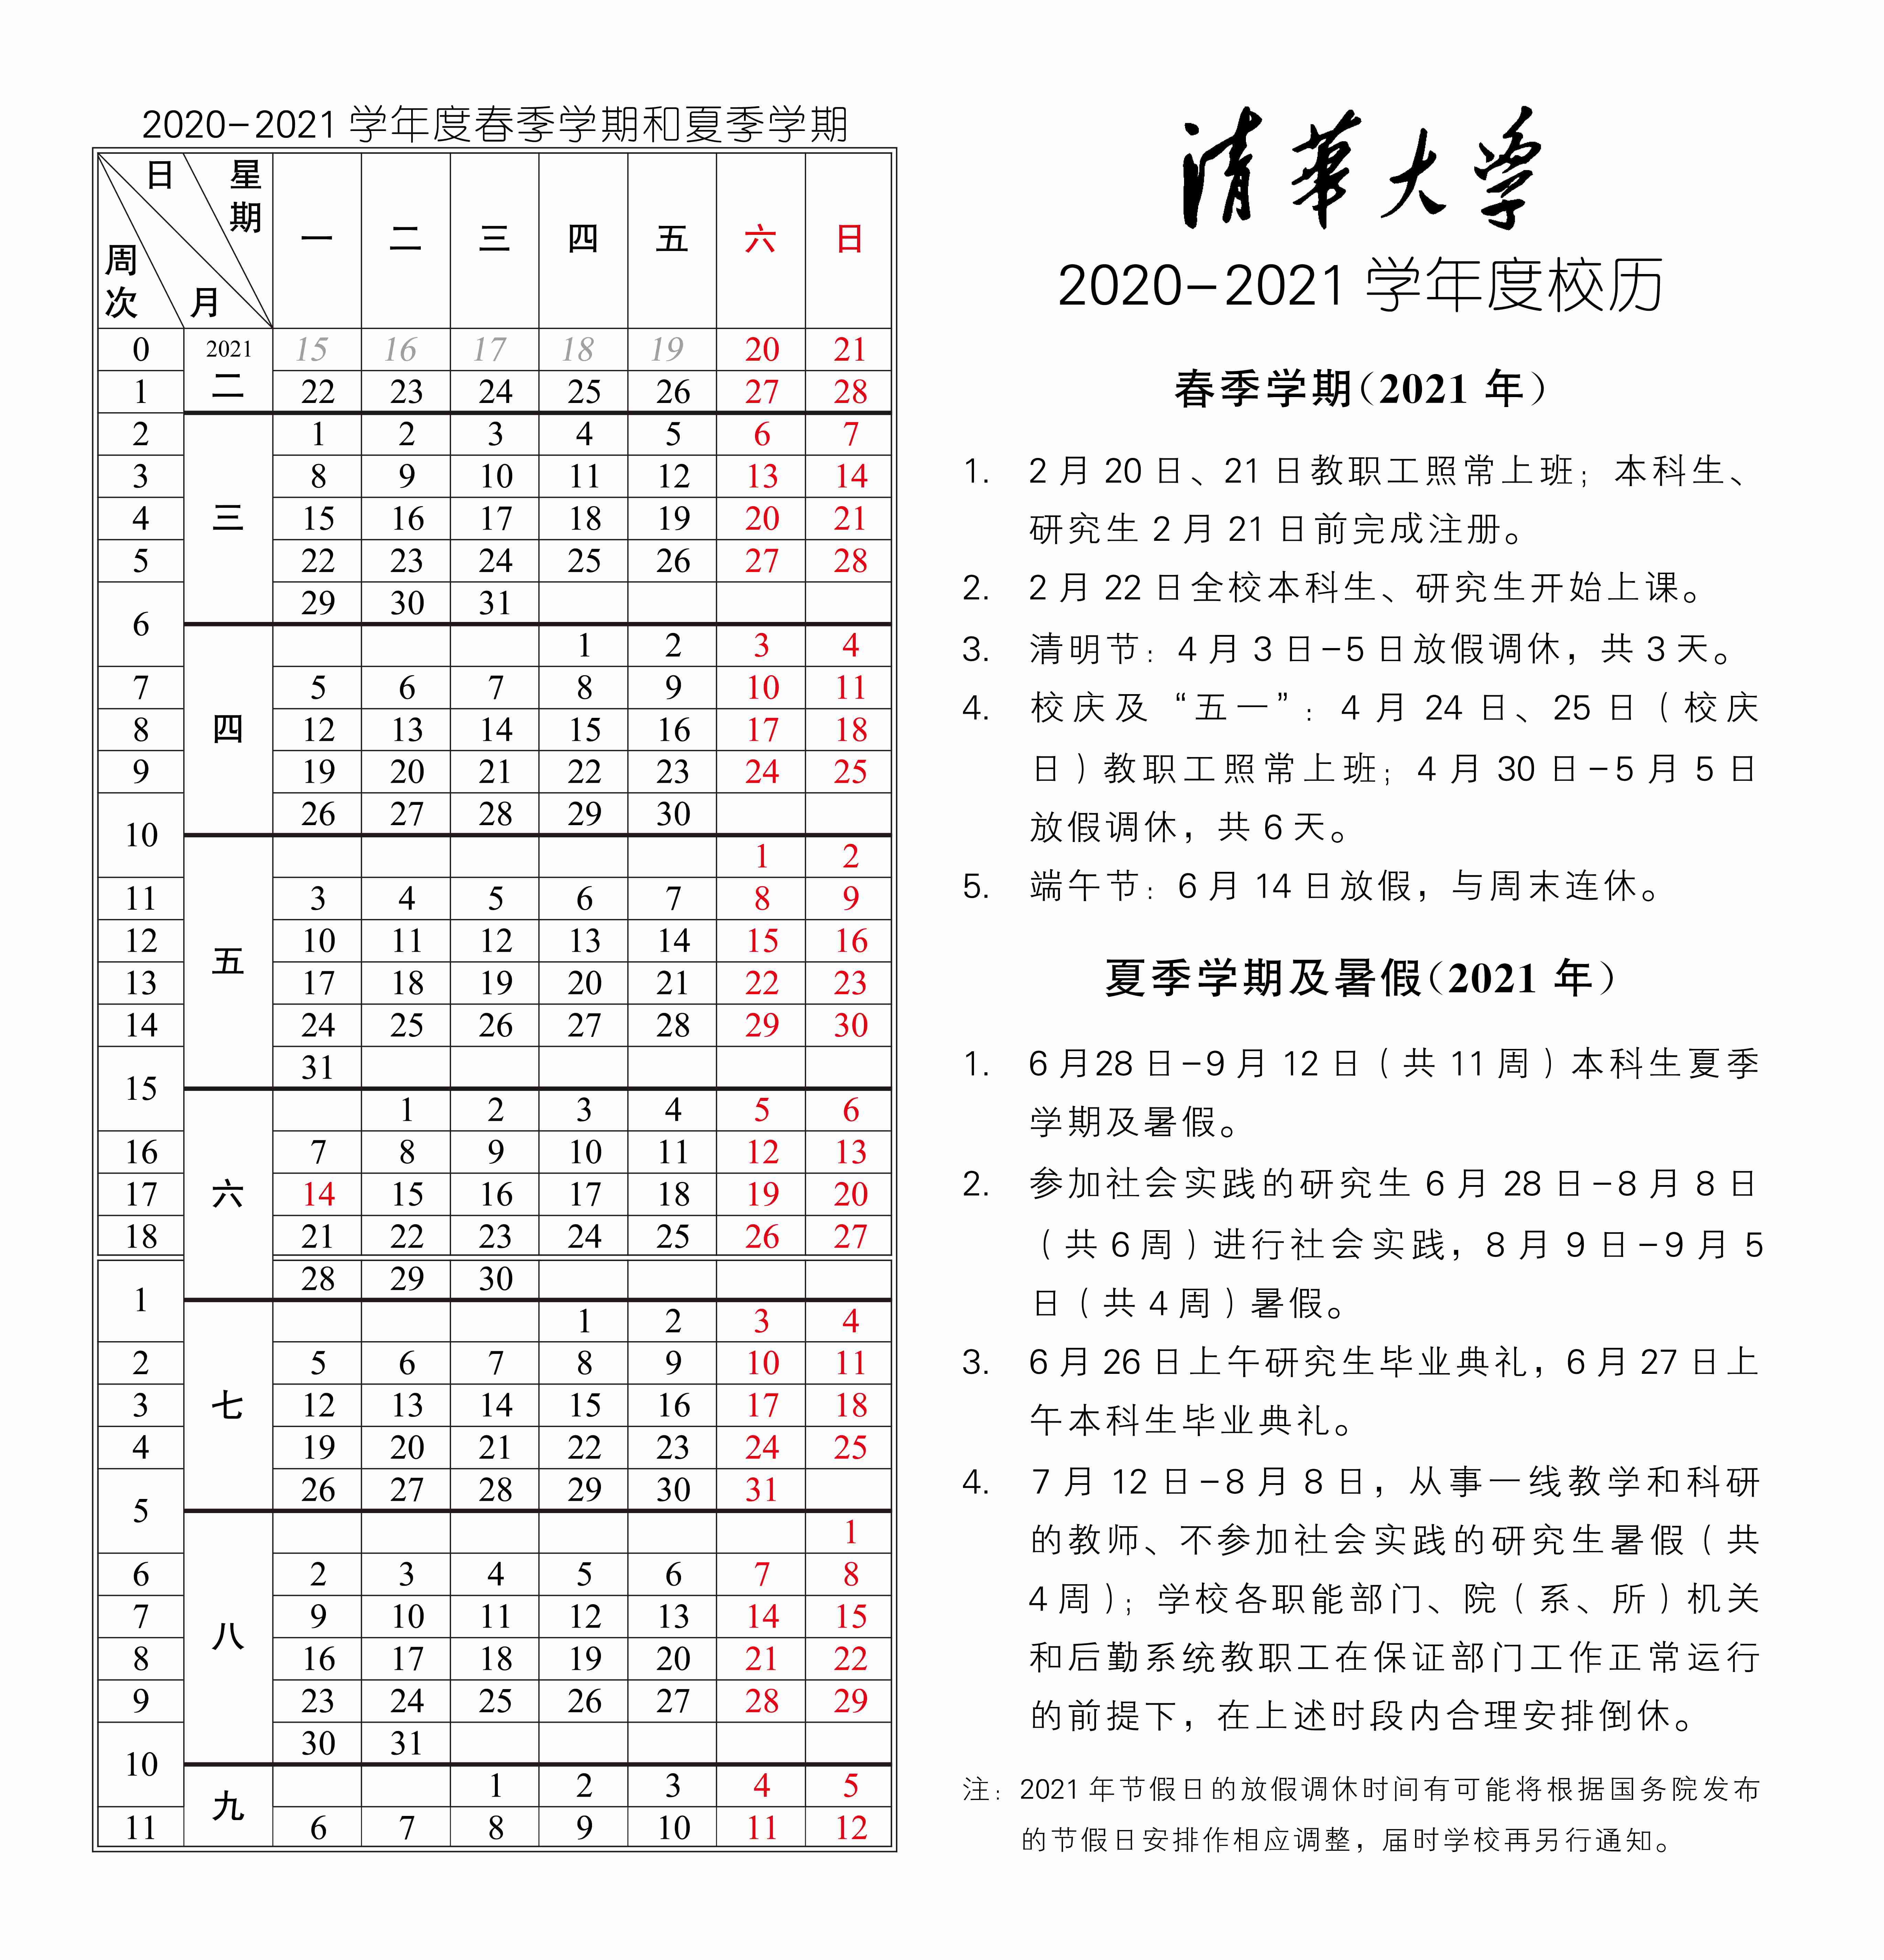 2020-2021 学年度春季学期和夏季学期
日 星期 周次 月 一 二 三 四 五 六 日
0 2021 二 15 16 17 18 19 20 21
1 22 23 24 25 26 27 28
2 三 1 2 3 4 5 6 7
3 8 9 10 11 12 13 14
4 15 16 17 18 19 20 21
5 22 23 24 25 26 27 28
6 29 30 31
四 1 2 3 4
7 5 6 7 8 9 10 11
8 12 13 14 15 16 17 18
9 19 20 21 22 23 24 25
10 26 27 28 29 30
五 1 2
11 3 4 5 6 7 8 9
12 10 11 12 13 14 15 16
13 17 18 19 20 21 22 23
14 24 25 26 27 28 29 30
15 31
六 1 2 3 4 5 6
16 7 8 9 10 11 12 13
17 14 15 16 17 18 19 20
18 21 22 23 24 25 26 27
1 28 29 30
七 1 2 3 4
2 5 6 7 8 9 10 11
3 12 13 14 15 16 17 18
4 19 20 21 22 23 24 25
5 26 27 28 29 30 31
八 1
6 2 3 4 5 6 7 8
7 9 10 11 12 13 14 15
8 16 17 18 19 20 21 22
9 23 24 25 26 27 28 29
10 30 31
九 1 2 3 4 5
11 6 7 8 9 10 11 12
清華大学
2020-2021 学年度校历
春季学期(2021 年)
1. 2 月 20 日、21 日教职工照常上班；本科生、
研究生 2 月 21 日前完成注册。
2. 2 月 22 日全校本科生、研究生开始上课。
3. 清明节：4 月 3 日-5 日放假调休，共 3 天。
4. 校庆及“五一”：4 月 24 日、25 日（校庆
日）教职工照常上班；4 月 30 日-5 月 5 日
放假调休，共 6 天。
5. 端午节：6 月 14 日放假，与周末连休。
夏季学期及暑假(2021 年)
1. 6 月28 日-9 月 12 日（共 11 周）本科生夏季
学期及暑假。
2. 参加社会实践的研究生 6 月 28 日-8 月 8 日
（共 6 周）进行社会实践，8 月 9 日-9 月 5
日（共 4 周）暑假。
3. 6 月 26 日上午研究生毕业典礼，6 月 27 日上
午本科生毕业典礼。
4. 7 月 12 日-8 月 8 日，从事一线教学和科研
的教师、不参加社会实践的研究生暑假（共
4 周）；学校各职能部门、院（系、所）机关
和后勤系统教职工在保证部门工作正常运行
的前提下，在上述时段内合理安排倒休。
注：2021 年节假日的放假调休时间有可能将根据国务院发布
的节假日安排作相应调整，届时学校再另行通知。